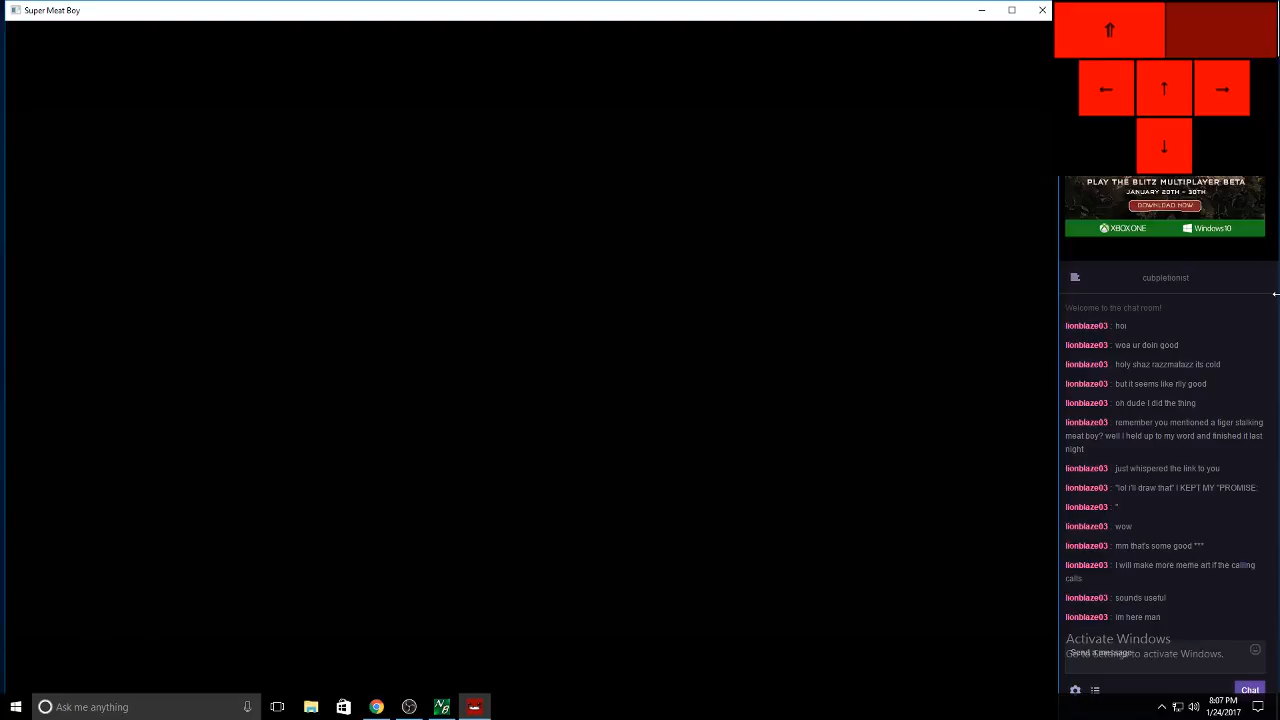 Super Meat Boy
⇑
← ↑ →
↓
PLAY THE BLITZ MULTIPLAYER BETA
JANUARY 20TH - 30TH
DOWNLOAD NOW
XBOX ONE Windows10
cubpletionist
Welcome to the chat room!
lionblaze03: hoi
lionblaze03: woa ur doin good
lionblaze03: holy shaz razzmatazz its cold
lionblaze03: but it seems like rlly good
lionblaze03: oh dude I did the thing
lionblaze03: remember you mentioned a tiger stalking
meat boy? well I held up to my word and finished it last
night
lionblaze03: just whispered the link to you
lionblaze03: "lol i'll draw that" I KEPT MY "PROMISE:
lionblaze03: "
lionblaze03: wow
lionblaze03: mm that's some good ***
lionblaze03: I will make more meme art if the calling
calls
lionblaze03: sounds useful
lionblaze03: im here man
Activate Windows
Send a message
Go to Settings to activate Windows.
Chat
Ask me anything
8:07 PM
1/24/2017